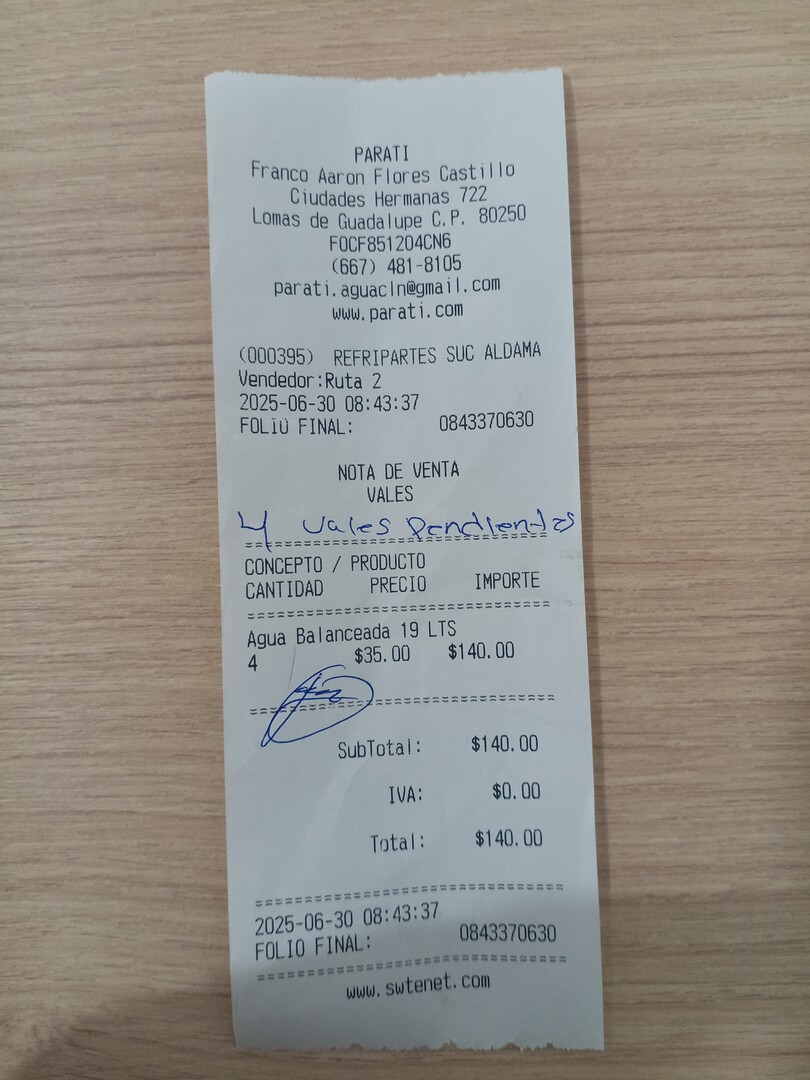 PARATI
Franco Aaron Flores Castillo
Ciudades Hermanas 722
Lomas de Guadalupe C.P. 80250
FOCF851204CN6
(667) 481-8105
parati.aguacln@gmail.com
www.parati.com
(000395) REFRIPARTES SUC ALDAMA
Vendedor:Ruta 2
2025-06-30 08:43:37
FOLIO FINAL: 0843370630
NOTA DE VENTA
VALES
4 vales pendientes
==================================
CONCEPTO / PRODUCTO
CANTIDAD PRECIO IMPORTE
==================================
Agua Balanceada 19 LTS
4 $35.00 $140.00
==================================
SubTotal: $140.00
IVA: $0.00
Total: $140.00
==================================
2025-06-30 08:43:37
FOLIO FINAL: 0843370630
==================================
www.swtenet.com